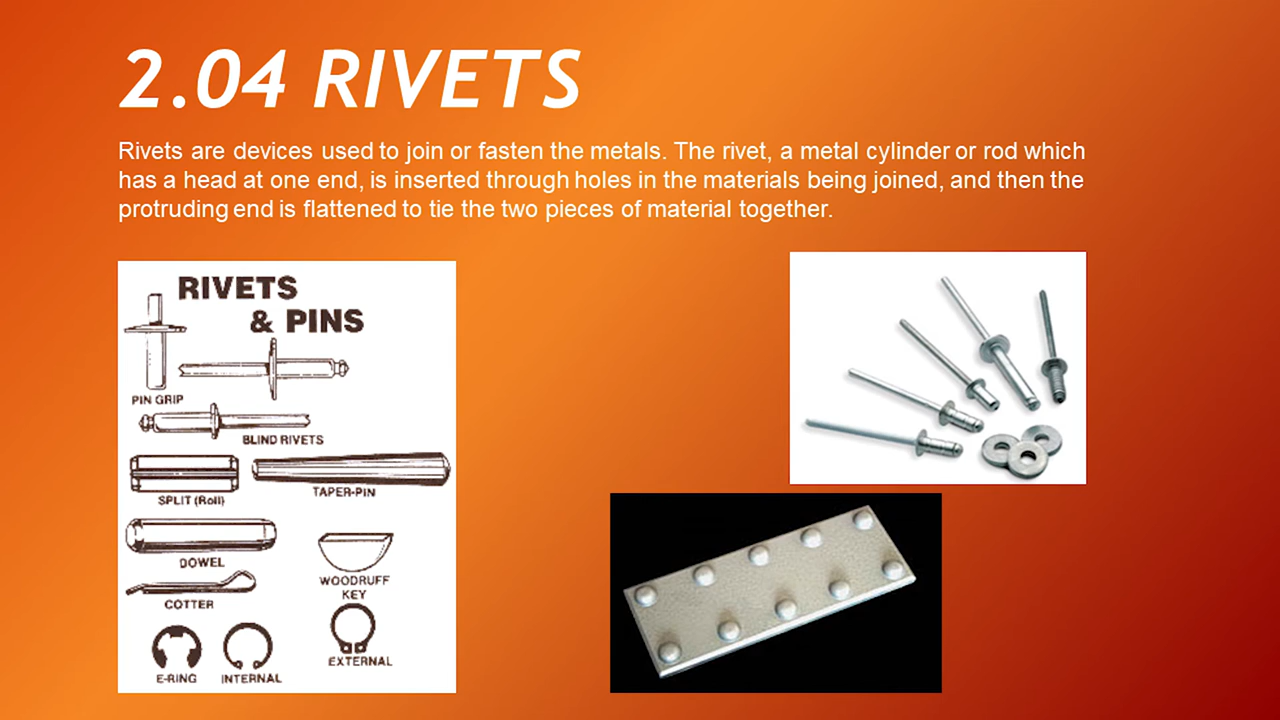 2.04 RIVETS
Rivets are devices used to join or fasten the metals. The rivet, a metal cylinder or rod which
has a head at one end, is inserted through holes in the materials being joined, and then the
protruding end is flattened to tie the two pieces of material together.
RIVETS
& PINS
PIN GRIP
BLIND RIVETS
SPLIT (Roll)
TAPER-PIN
DOWEL
WOODRUFF
KEY
COTTER
E-RING
INTERNAL
EXTERNAL